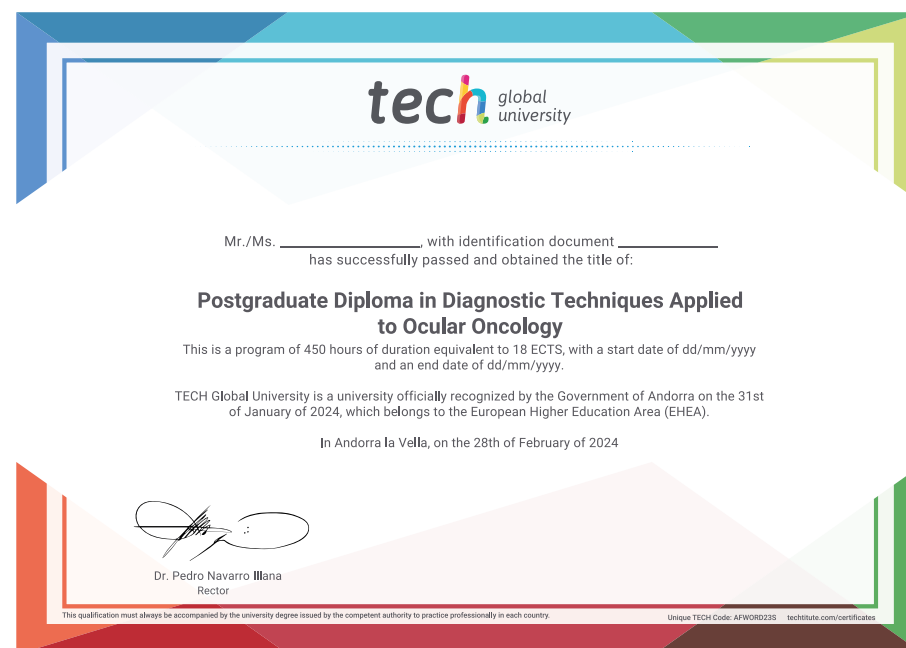 tech global
university
Mr./Ms. ____________________, with identification document ______________
has successfully passed and obtained the title of:
Postgraduate Diploma in Diagnostic Techniques Applied
to Ocular Oncology
This is a program of 450 hours of duration equivalent to 18 ECTS, with a start date of dd/mm/yyyy
and an end date of dd/mm/yyyy.
TECH Global University is a university officially recognized by the Government of Andorra on the 31st
of January of 2024, which belongs to the European Higher Education Area (EHEA).
In Andorra la Vella, on the 28th of February of 2024
Dr. Pedro Navarro Illana
Rector
This qualification must always be accompanied by the university degree issued by the competent authority to practice professionally in each country.
Unique TECH Code: AFWORD23S techtitute.com/certificates